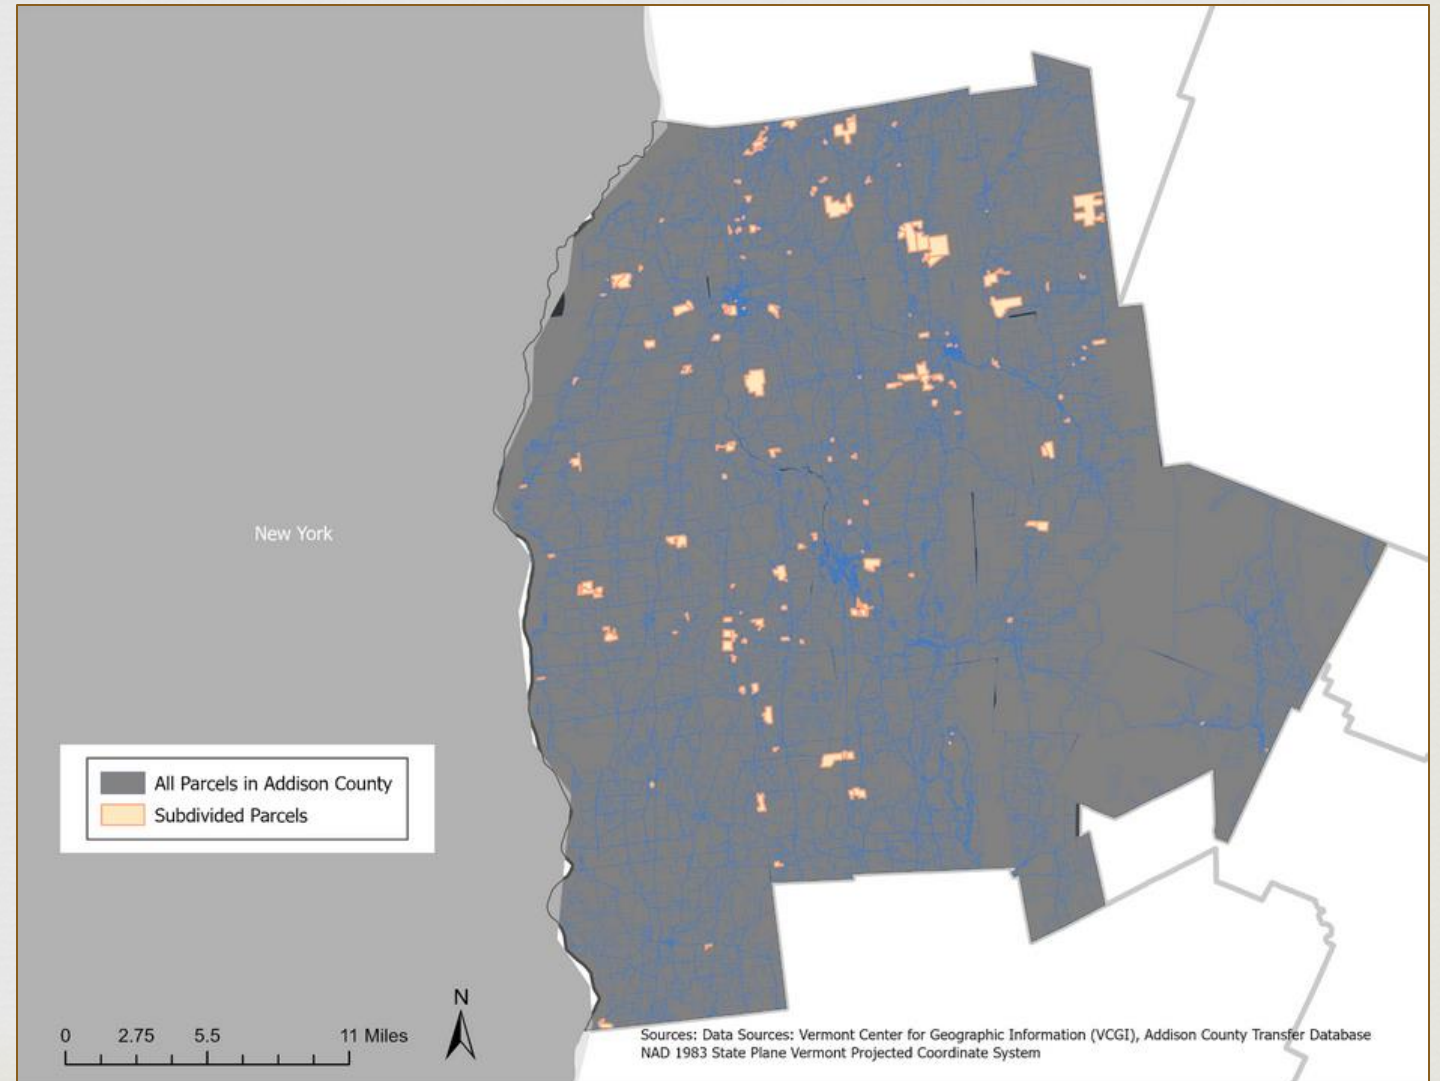 New York
All Parcels in Addison County
Subdivided Parcels
N
0 2.75 5.5 11 Miles
Sources: Data Sources: Vermont Center for Geographic Information (VCGI), Addison County Transfer Database
NAD 1983 State Plane Vermont Projected Coordinate System